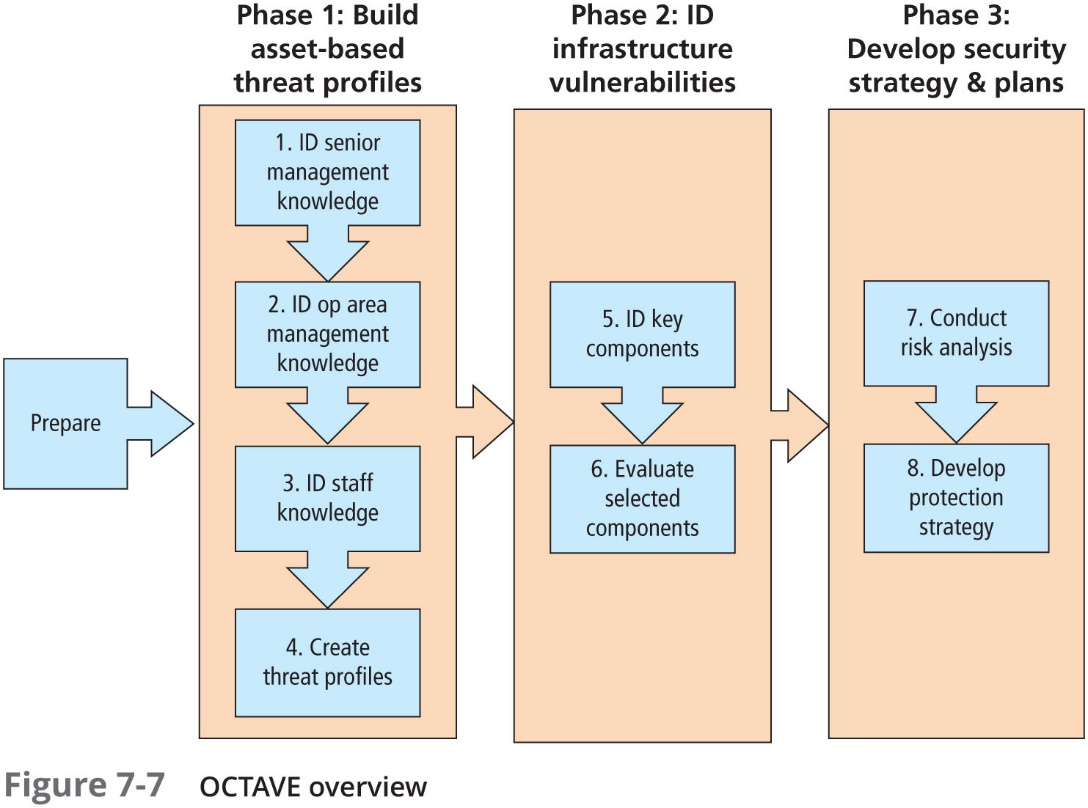 Phase 1: Build
asset-based
threat profiles
1. ID senior
management
knowledge
2. ID op area
management
knowledge
Prepare
3. ID staff
knowledge
4. Create
threat profiles
Phase 2: ID
infrastructure
vulnerabilities
5. ID key
components
6. Evaluate
selected
components
Phase 3:
Develop security
strategy & plans
7. Conduct
risk analysis
8. Develop
protection
strategy
Figure 7-7 OCTAVE overview